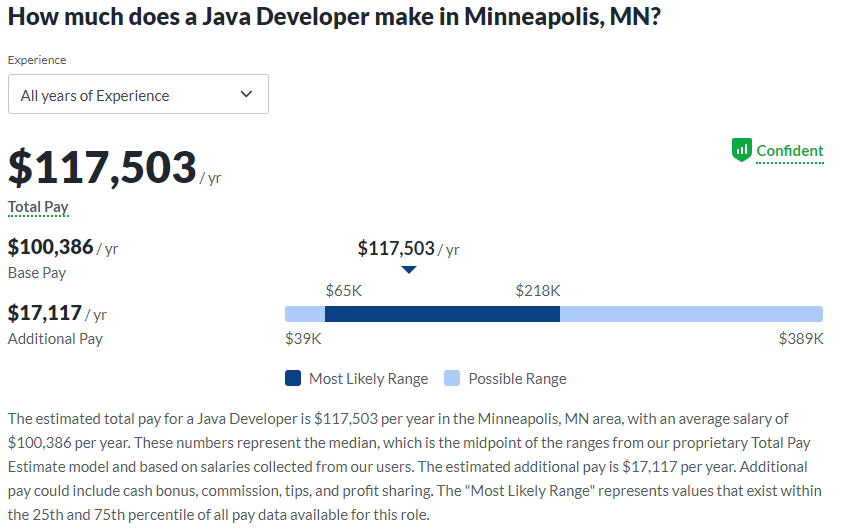 How much does a Java Developer make in Minneapolis, MN?
Experience
All years of Experience
$117,503 / yr
Confident
Total Pay
$100,386 / yr
$117,503 / yr
Base Pay
$65K
$218K
$17,117 / yr
Additional Pay
$39K
$389K
Most Likely Range
Possible Range
The estimated total pay for a Java Developer is $117,503 per year in the Minneapolis, MN area, with an average salary of
$100,386 per year. These numbers represent the median, which is the midpoint of the ranges from our proprietary Total Pay
Estimate model and based on salaries collected from our users. The estimated additional pay is $17,117 per year. Additional
pay could include cash bonus, commission, tips, and profit sharing. The "Most Likely Range" represents values that exist within
the 25th and 75th percentile of all pay data available for this role.